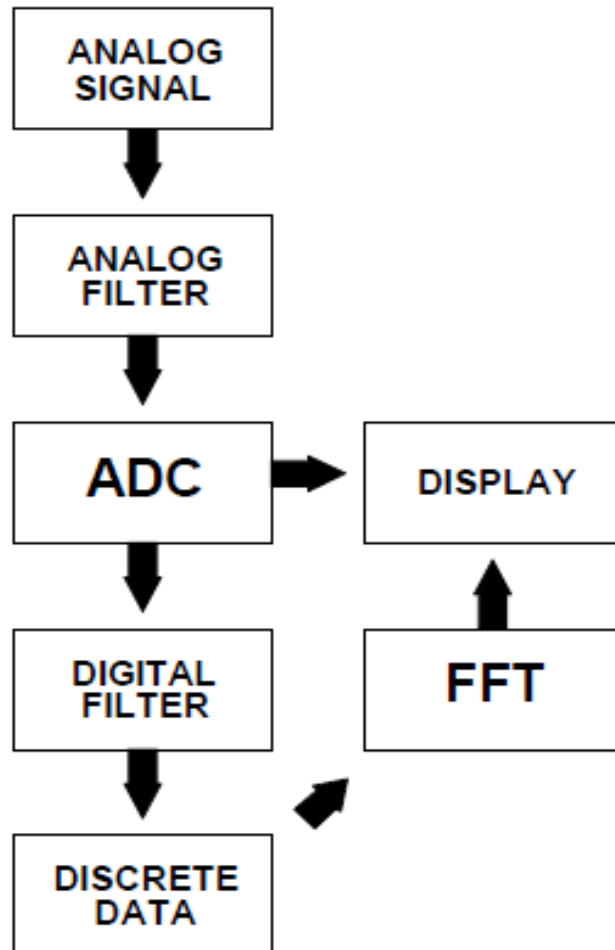 ANALOG
SIGNAL
ANALOG
FILTER
ADC
DISPLAY
DIGITAL
FILTER
FFT
DISCRETE
DATA